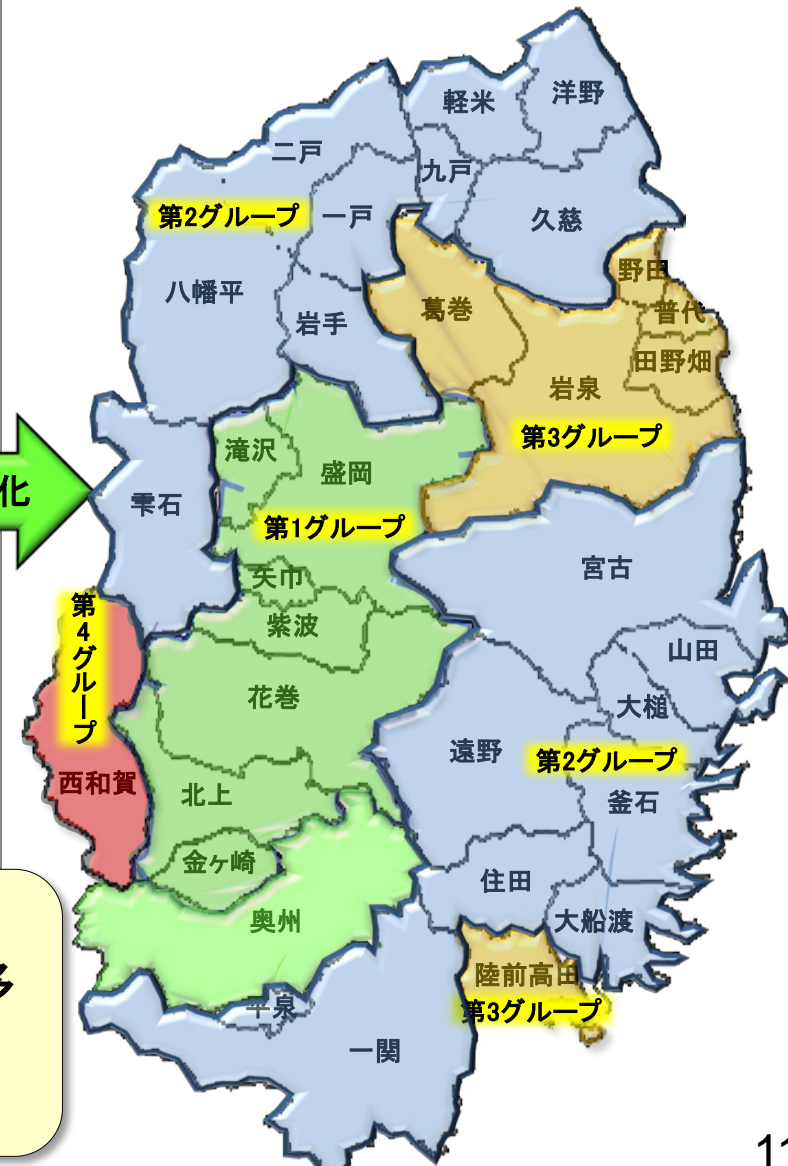 軽米
洋野
二戸
九戸
第2グループ
一戸
久慈
野田
八幡平
葛巻
普代
岩手
田野畑
岩泉
第3グループ
滝沢
盛岡
化
雫石
第1グループ
宮古
矢巾
第4グループ
紫波
山田
花巻
大槌
遠野
第2グループ
西和賀
北上
釜石
金ヶ崎
住田
奥州
大船渡
陸前高田
第3グループ
平泉
一関
11